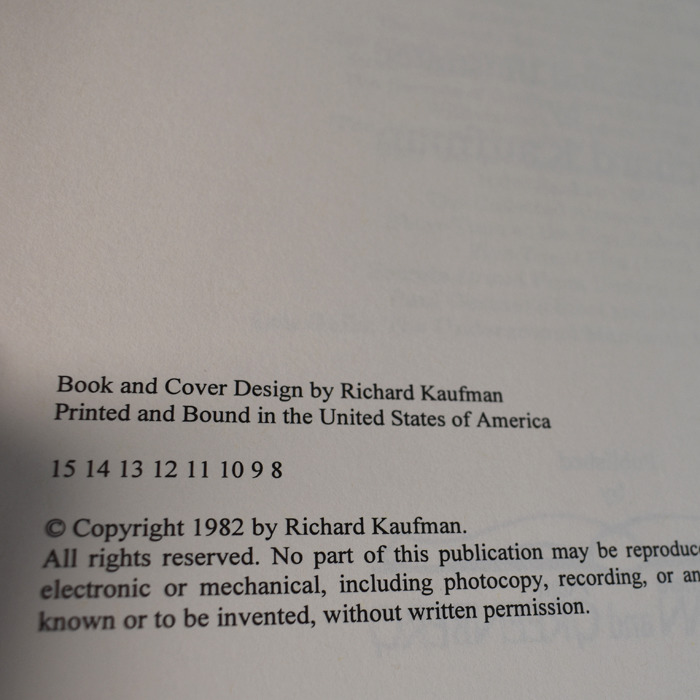 Book and Cover Design by Richard Kaufman
Printed and Bound in the United States of America
15 14 13 12 11 10 9 8
© Copyright 1982 by Richard Kaufman.
All rights reserved. No part of this publication may be
electronic or mechanical, including photocopy, recording, or
known or to be invented, without written permission.